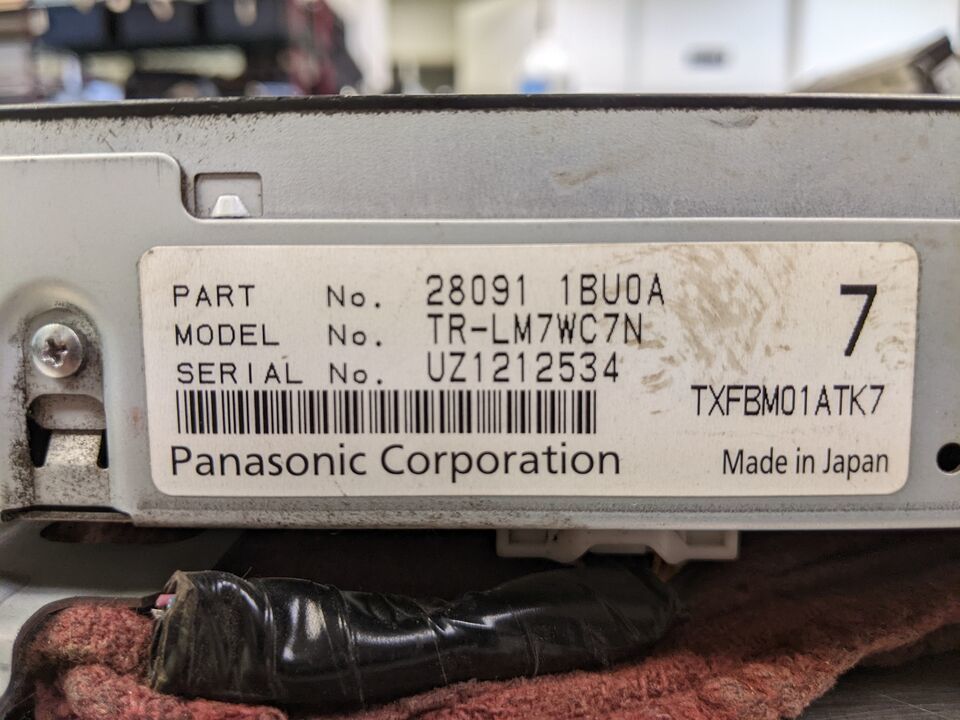 PART No. 28091 1BU0A
MODEL No. TR-LM7WC7N
SERIAL No. UZ1212534
7
TXFBM01ATK7
Panasonic Corporation
Made in Japan